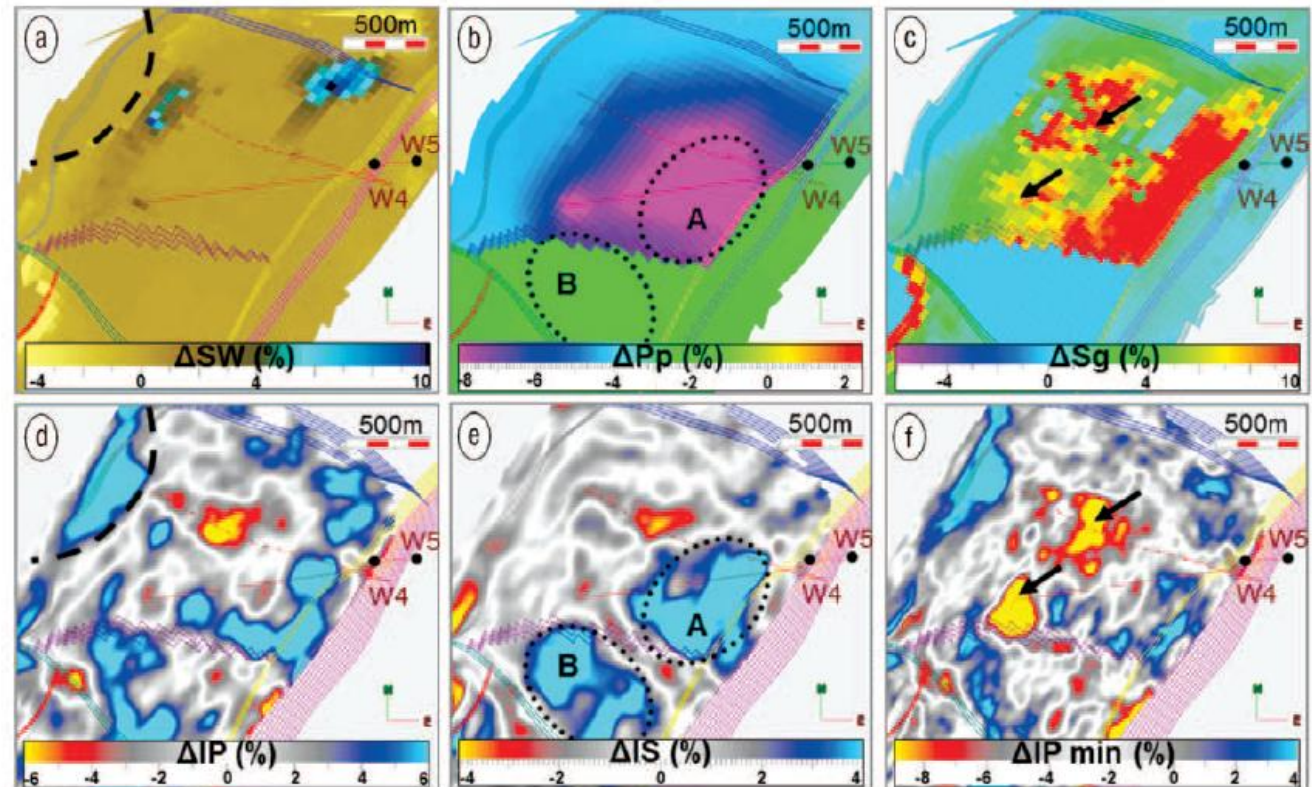 a 500m
W5
W4
N
E
ΔSW (%)
-4 0 4 10
b 500m
W5
W4
A
B
N
E
ΔPp (%)
-8 -6 -4 -2 0 2
c 500m
W5
W4
N
E
ΔSg (%)
-4 0 4 10
d 500m
W5
W4
N
E
ΔIP (%)
-6 -4 -2 0 2 4 6
e 500m
W5
W4
A
B
N
E
ΔIS (%)
-4 -2 0 2 4
f 500m
W5
W4
N
E
ΔIP min (%)
-8 -6 -4 -2 0 2 4